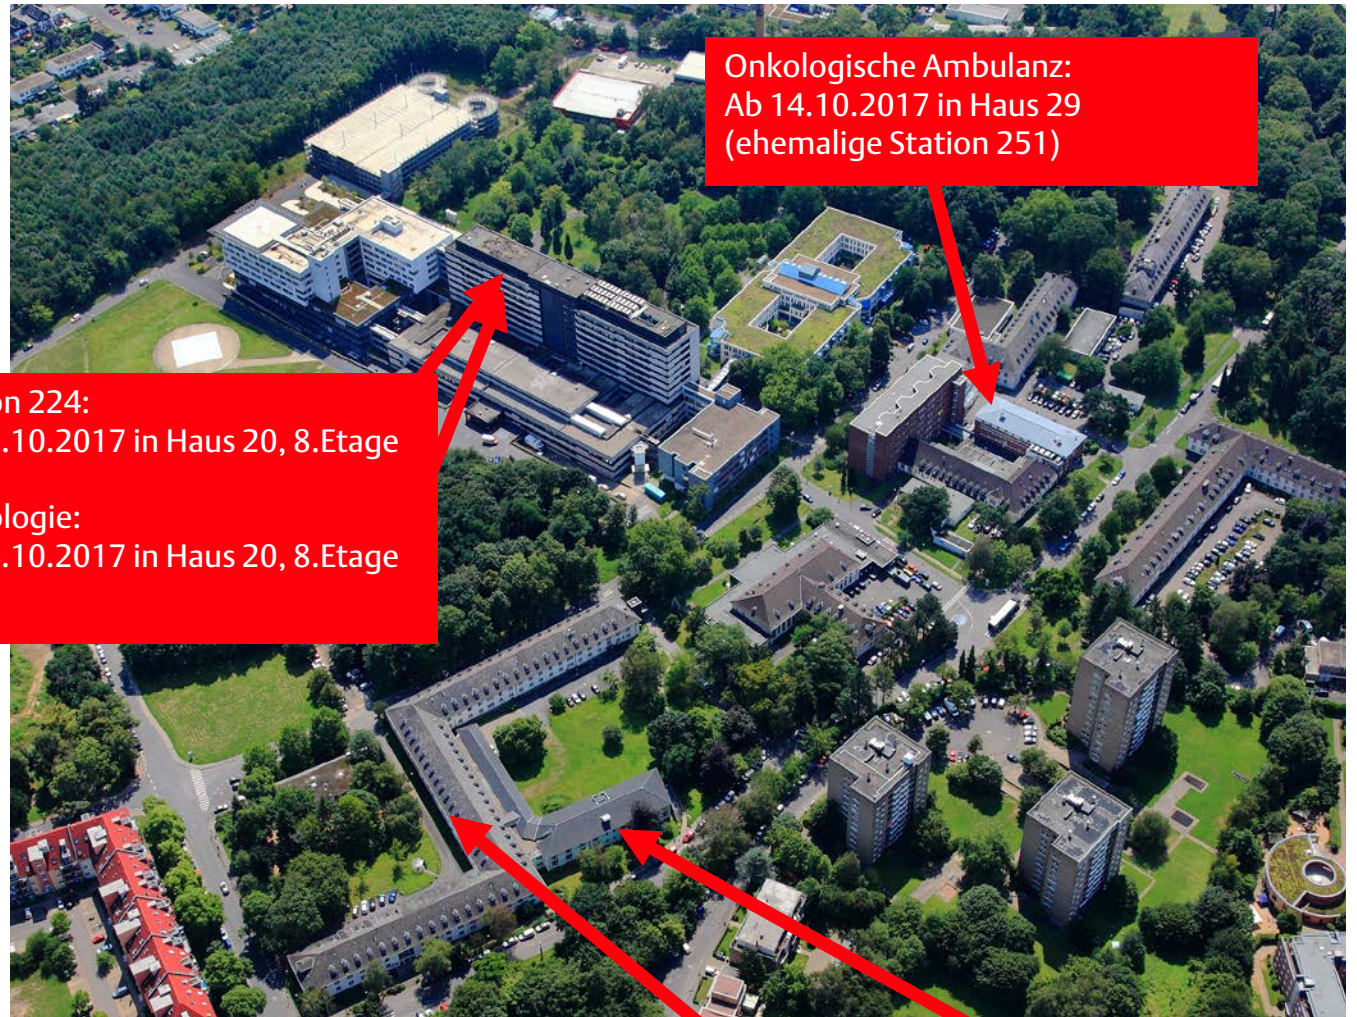 Onkologische Ambulanz:
Ab 14.10.2017 in Haus 29
(ehemalige Station 251)
on 224:
.10.2017 in Haus 20, 8.Etage
ologie:
.10.2017 in Haus 20, 8.Etage